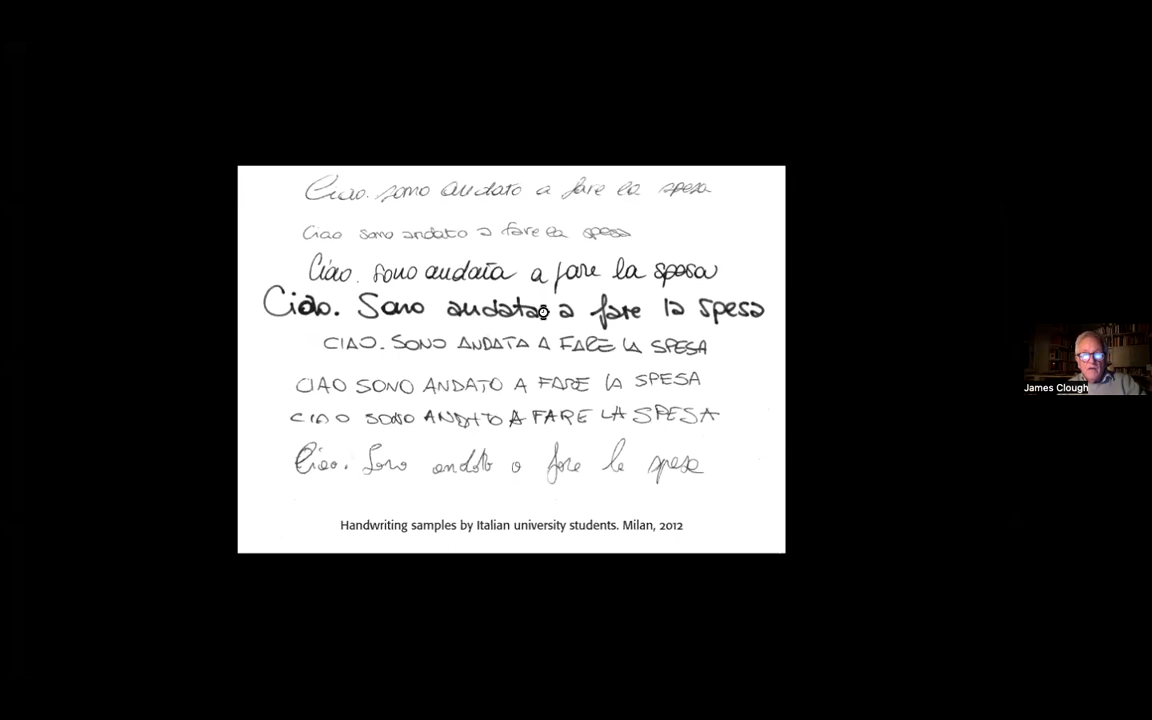 Ciao. sono andato a fare la spesa
Ciao sono andato a fare la spesa
Ciao. sono andata a fare la spesa
Ciao. Sono andata a fare la spesa
CIAO. SONO ANDATA A FARE LA SPESA
CIAO SONO ANDATO A FARE LA SPESA
CIAO SONO ANDATO A FARE LA SPESA
Ciao. Sono andato a fare la spesa
Handwriting samples by Italian university students. Milan, 2012
James Clough